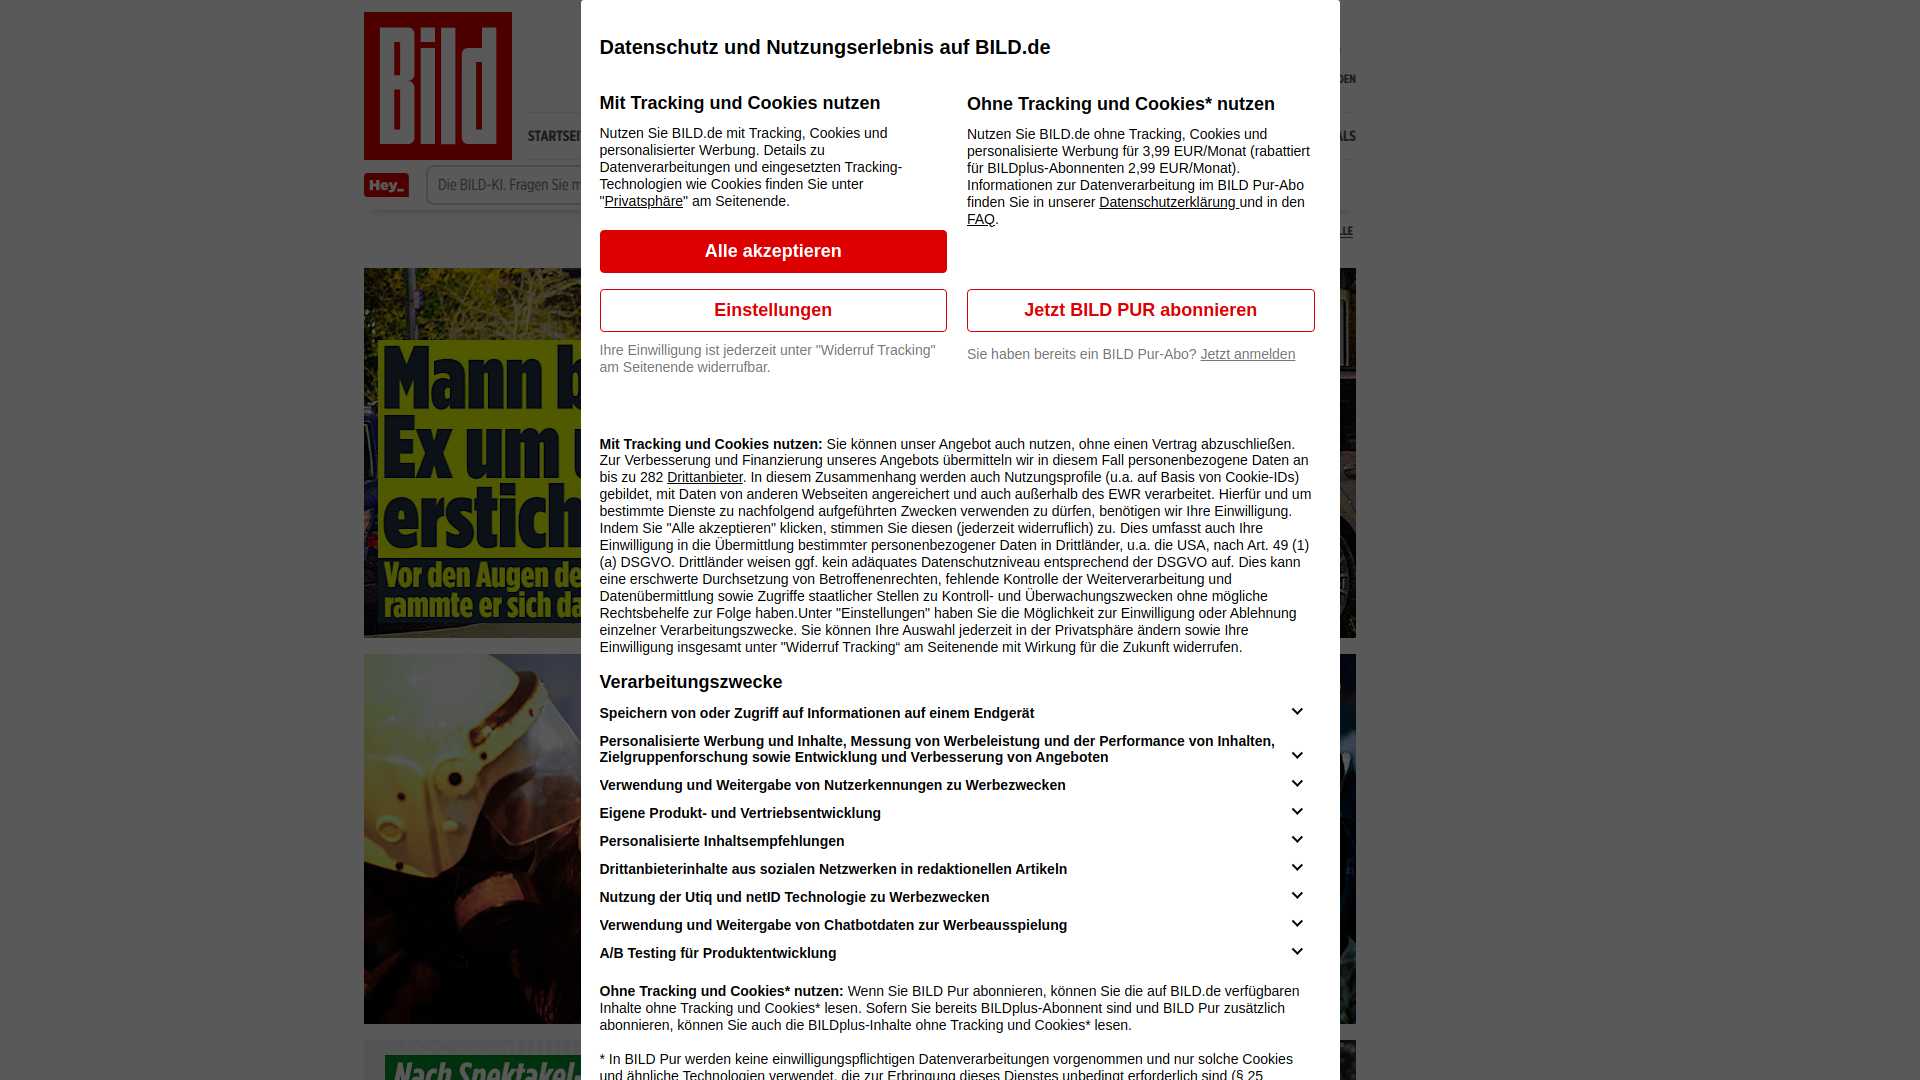 Bild
DEN
STARTSEI
ALS
Hey_
Die BILD-KI. Fragen Sie m
LLE
Mann b
Ex um
erstich
Vor den Augen de
rammte er sich da
Nach Spektakel-
Datenschutz und Nutzungserlebnis auf BILD.de
Mit Tracking und Cookies nutzen
Nutzen Sie BILD.de mit Tracking, Cookies und
personalisierter Werbung. Details zu
Datenverarbeitungen und eingesetzten Tracking-
Technologien wie Cookies finden Sie unter
"Privatsphäre" am Seitenende.
Alle akzeptieren
Einstellungen
Ihre Einwilligung ist jederzeit unter "Widerruf Tracking"
am Seitenende widerrufbar.
Ohne Tracking und Cookies* nutzen
Nutzen Sie BILD.de ohne Tracking, Cookies und
personalisierte Werbung für 3,99 EUR/Monat (rabattiert
für BILDplus-Abonnenten 2,99 EUR/Monat).
Informationen zur Datenverarbeitung im BILD Pur-Abo
finden Sie in unserer Datenschutzerklärung und in den
FAQ.
Jetzt BILD PUR abonnieren
Sie haben bereits ein BILD Pur-Abo? Jetzt anmelden
Mit Tracking und Cookies nutzen: Sie können unser Angebot auch nutzen, ohne einen Vertrag abzuschließen.
Zur Verbesserung und Finanzierung unseres Angebots übermitteln wir in diesem Fall personenbezogene Daten an
bis zu 282 Drittanbieter. In diesem Zusammenhang werden auch Nutzungsprofile (u.a. auf Basis von Cookie-IDs)
gebildet, mit Daten von anderen Webseiten angereichert und auch außerhalb des EWR verarbeitet. Hierfür und um
bestimmte Dienste zu nachfolgend aufgeführten Zwecken verwenden zu dürfen, benötigen wir Ihre Einwilligung.
Indem Sie "Alle akzeptieren" klicken, stimmen Sie diesen (jederzeit widerruflich) zu. Dies umfasst auch Ihre
Einwilligung in die Übermittlung bestimmter personenbezogener Daten in Drittländer, u.a. die USA, nach Art. 49 (1)
(a) DSGVO. Drittländer weisen ggf. kein adäquates Datenschutzniveau entsprechend der DSGVO auf. Dies kann
eine erschwerte Durchsetzung von Betroffenenrechten, fehlende Kontrolle der Weiterverarbeitung und
Datenübermittlung sowie Zugriffe staatlicher Stellen zu Kontroll- und Überwachungszwecken ohne mögliche
Rechtsbehelfe zur Folge haben.Unter "Einstellungen" haben Sie die Möglichkeit zur Einwilligung oder Ablehnung
einzelner Verarbeitungszwecke. Sie können Ihre Auswahl jederzeit in der Privatsphäre ändern sowie Ihre
Einwilligung insgesamt unter "Widerruf Tracking“ am Seitenende mit Wirkung für die Zukunft widerrufen.
Verarbeitungszwecke
Speichern von oder Zugriff auf Informationen auf einem Endgerät
Personalisierte Werbung und Inhalte, Messung von Werbeleistung und der Performance von Inhalten,
Zielgruppenforschung sowie Entwicklung und Verbesserung von Angeboten
Verwendung und Weitergabe von Nutzerkennungen zu Werbezwecken
Eigene Produkt- und Vertriebsentwicklung
Personalisierte Inhaltsempfehlungen
Drittanbieterinhalte aus sozialen Netzwerken in redaktionellen Artikeln
Nutzung der Utiq und netID Technologie zu Werbezwecken
Verwendung und Weitergabe von Chatbotdaten zur Werbeausspielung
A/B Testing für Produktentwicklung
Ohne Tracking und Cookies* nutzen: Wenn Sie BILD Pur abonnieren, können Sie die auf BILD.de verfügbaren
Inhalte ohne Tracking und Cookies* lesen. Sofern Sie bereits BILDplus-Abonnent sind und BILD Pur zusätzlich
abonnieren, können Sie auch die BILDplus-Inhalte ohne Tracking und Cookies* lesen.
* In BILD Pur werden keine einwilligungspflichtigen Datenverarbeitungen vorgenommen und nur solche Cookies
und ähnliche Technologien verwendet, die zur Erbringung dieses Dienstes unbedingt erforderlich sind (§ 25